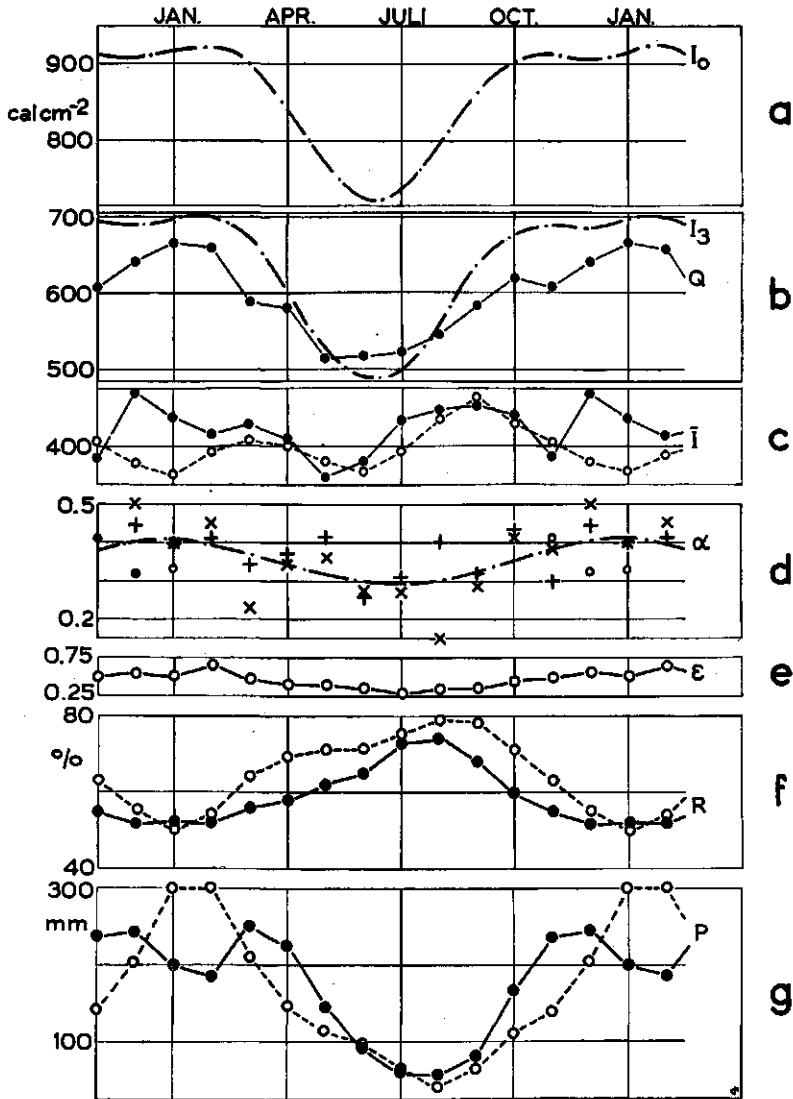 JAN. APR. JULI OCT. JAN.
900
I₀
cal cm⁻²
a
800
700
I₃
Q
600
b
500
400
Ī
c
0.5
α
d
0.2
0.75
ε
e
0.25
80
%
f
R
40
300
mm
P
g
100